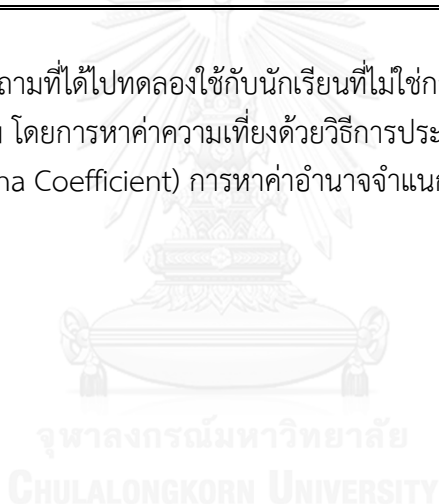 ถามที่ได้ไปทดลองใช้กับนักเรียนที่ไม่ใช่ก
โดยการหาค่าความเที่ยงด้วยวิธีการประ
na Coefficient) การหาค่าอำนาจจำแนก
จุฬาลงกรณ์มหาวิทยาลัย
CHULALONGKORN UNIVERSITY